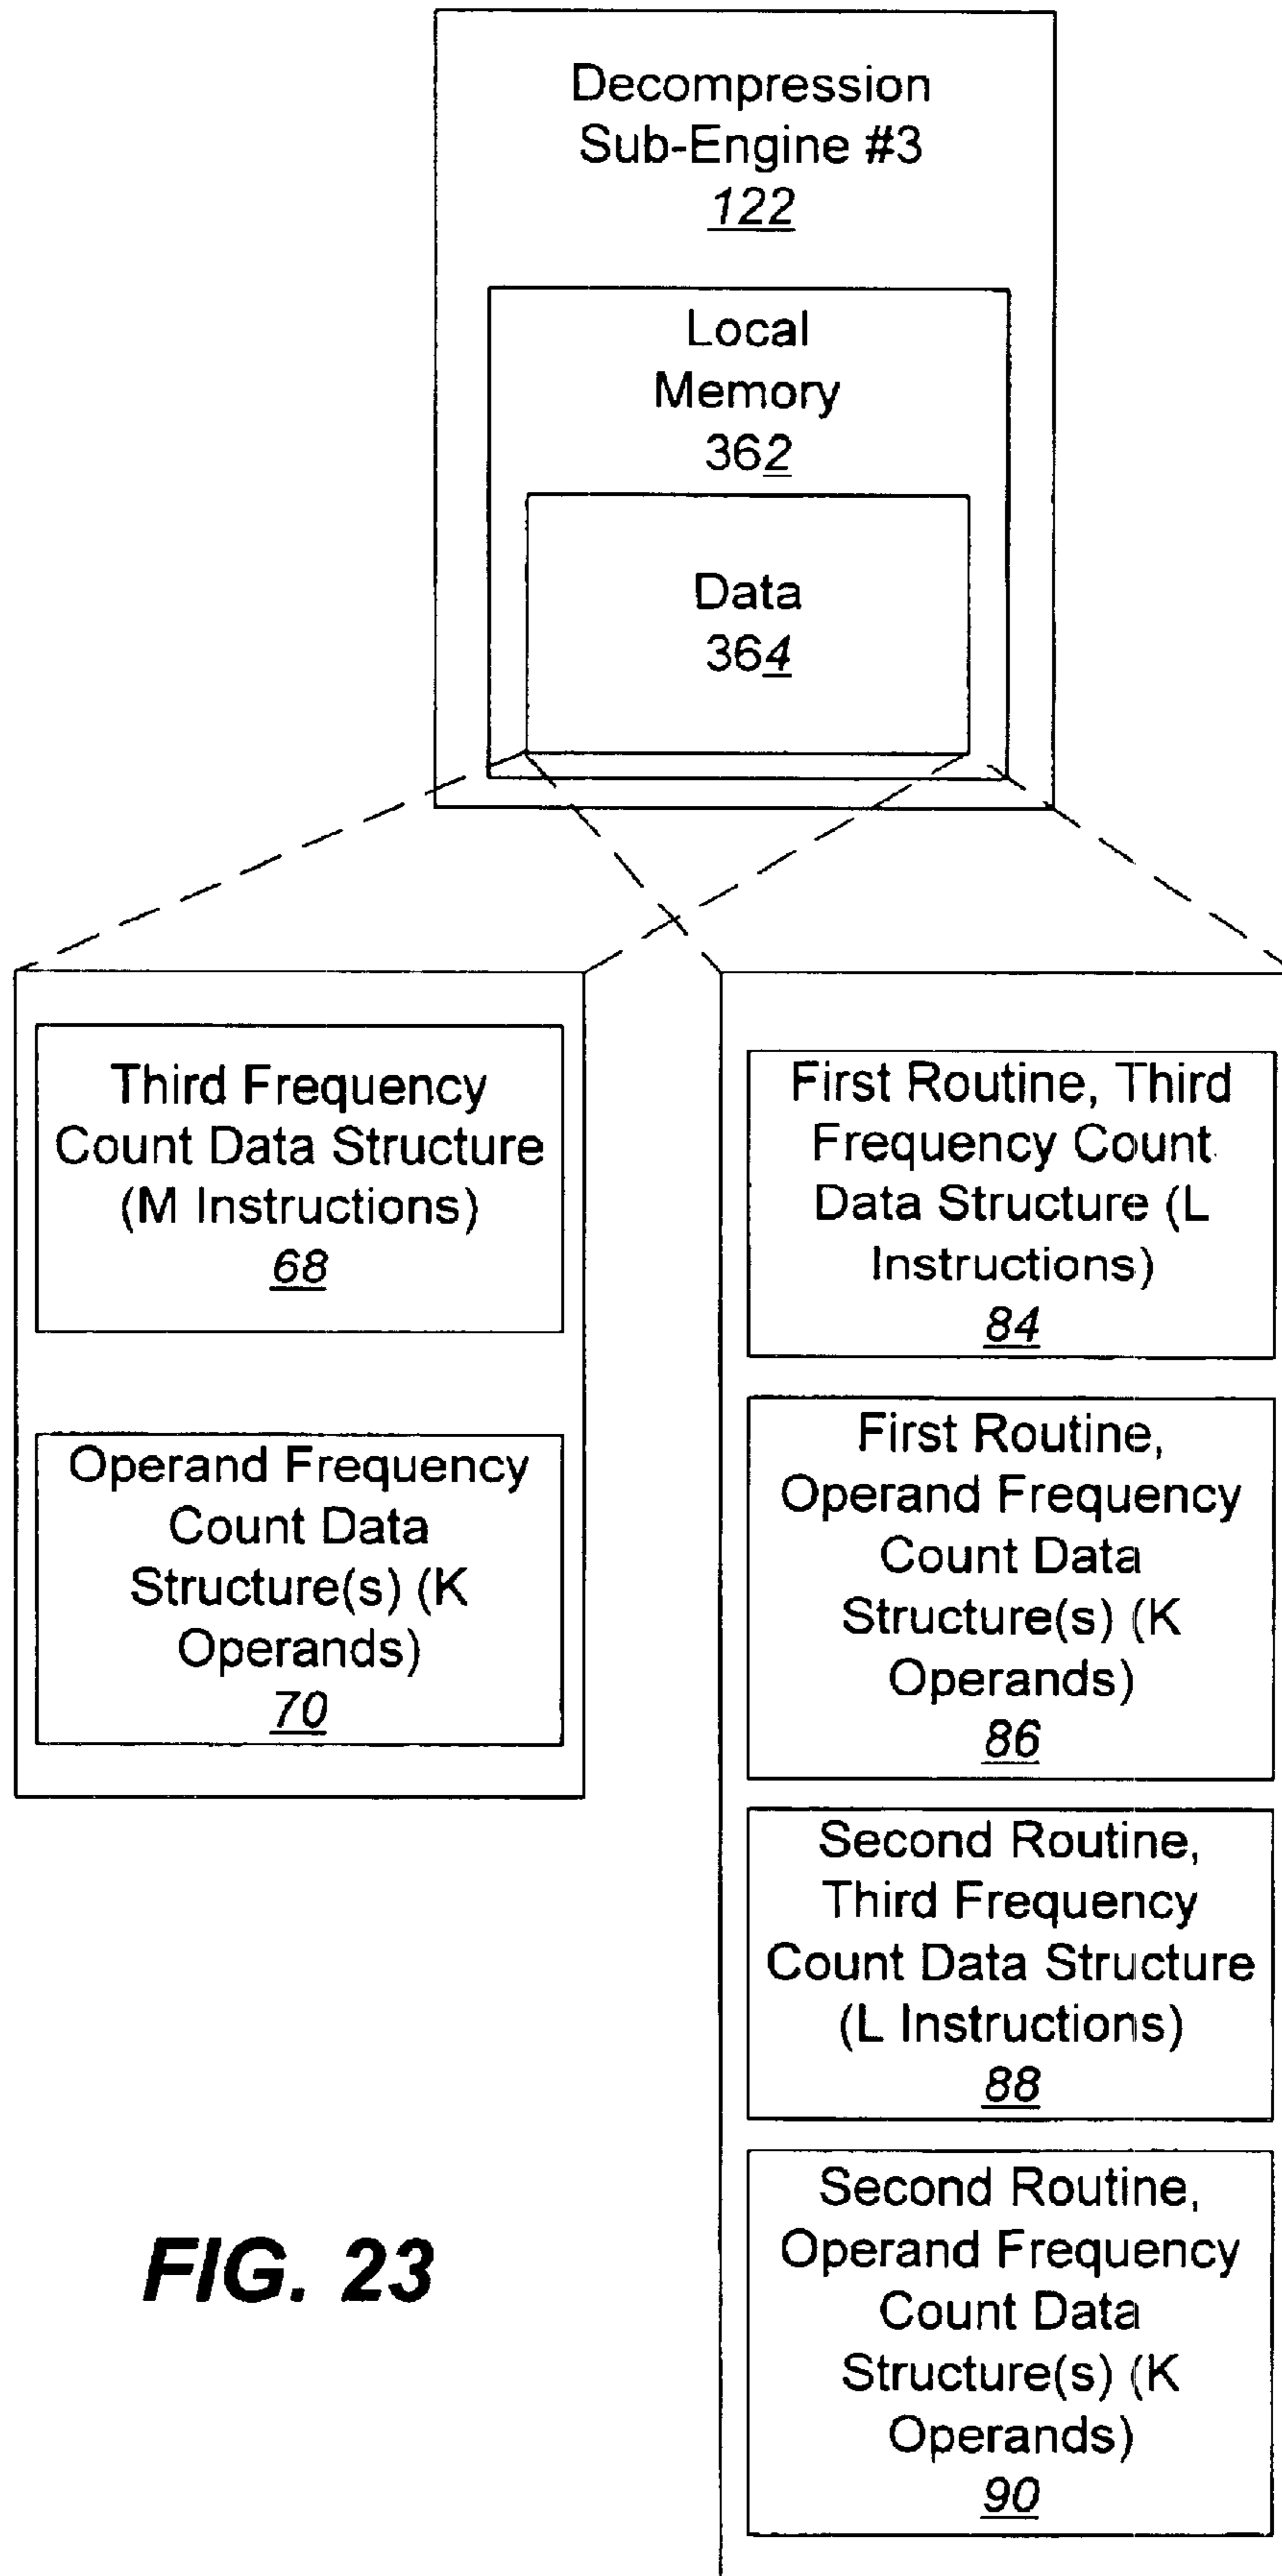 Decompression
Sub-Engine #3
122
Local
Memory
362
Data
364
Third Frequency
Count Data Structure
(M Instructions)
68
Operand Frequency
Count Data
Structure(s) (K
Operands)
70
First Routine, Third
Frequency Count
Data Structure (L
Instructions)
84
First Routine,
Operand Frequency
Count Data
Structure(s) (K
Operands)
86
Second Routine,
Third Frequency
Count Data Structure
(L Instructions)
88
Second Routine,
Operand Frequency
Count Data
Structure(s) (K
Operands)
90
FIG. 23